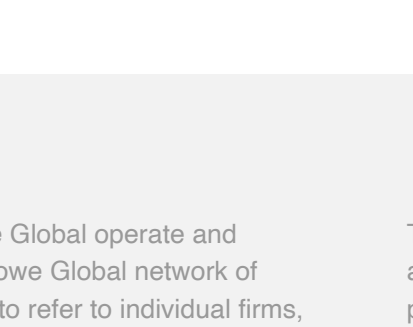 Global operate and
owe Global network of
to refer to individual firms,